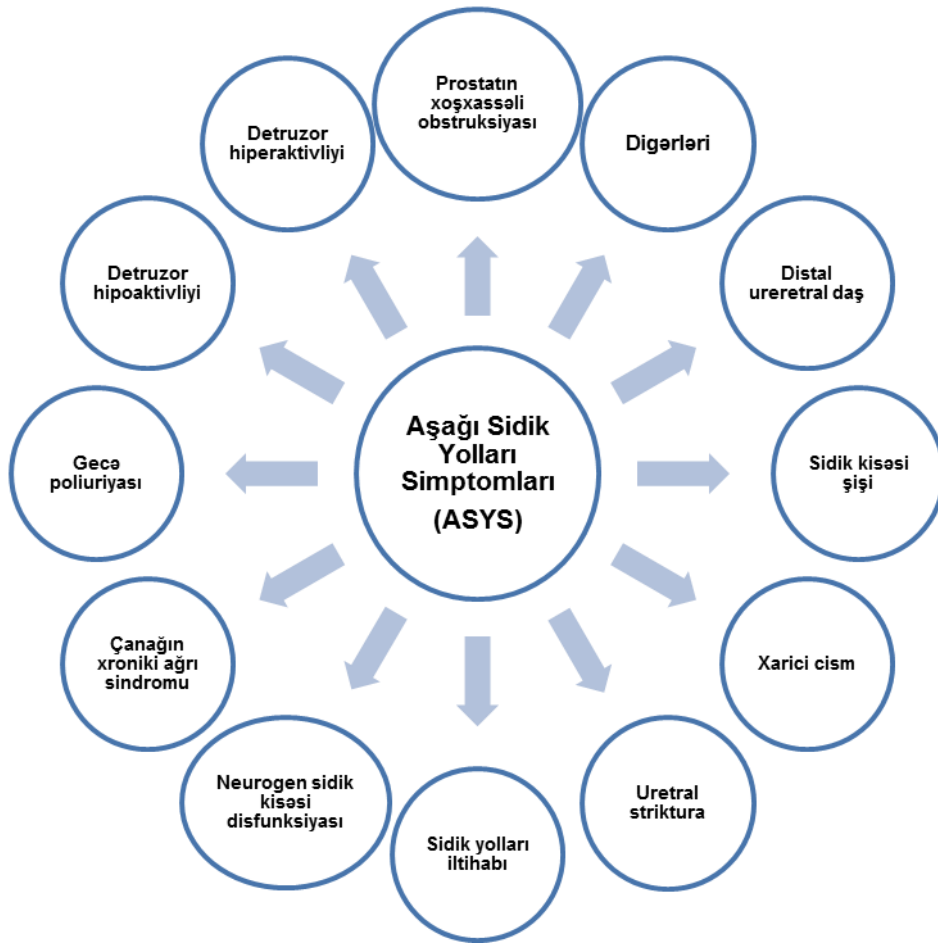 Prostatın
xoşxassəli
obstruksiyası
Digərləri
Distal
ureretral daş
Sidik kisəsi
şişi
Xarici cism
Uretral
striktura
Sidik yolları
iltihabı
Neurogen sidik
kisəsi
disfunksiyası
Çanağın
xroniki ağrı
sindromu
Gecə
poliuriyası
Detruzor
hipoaktivliyi
Detruzor
hiperaktivliyi
Aşağı Sidik
Yolları
Simptomları
(ASYS)